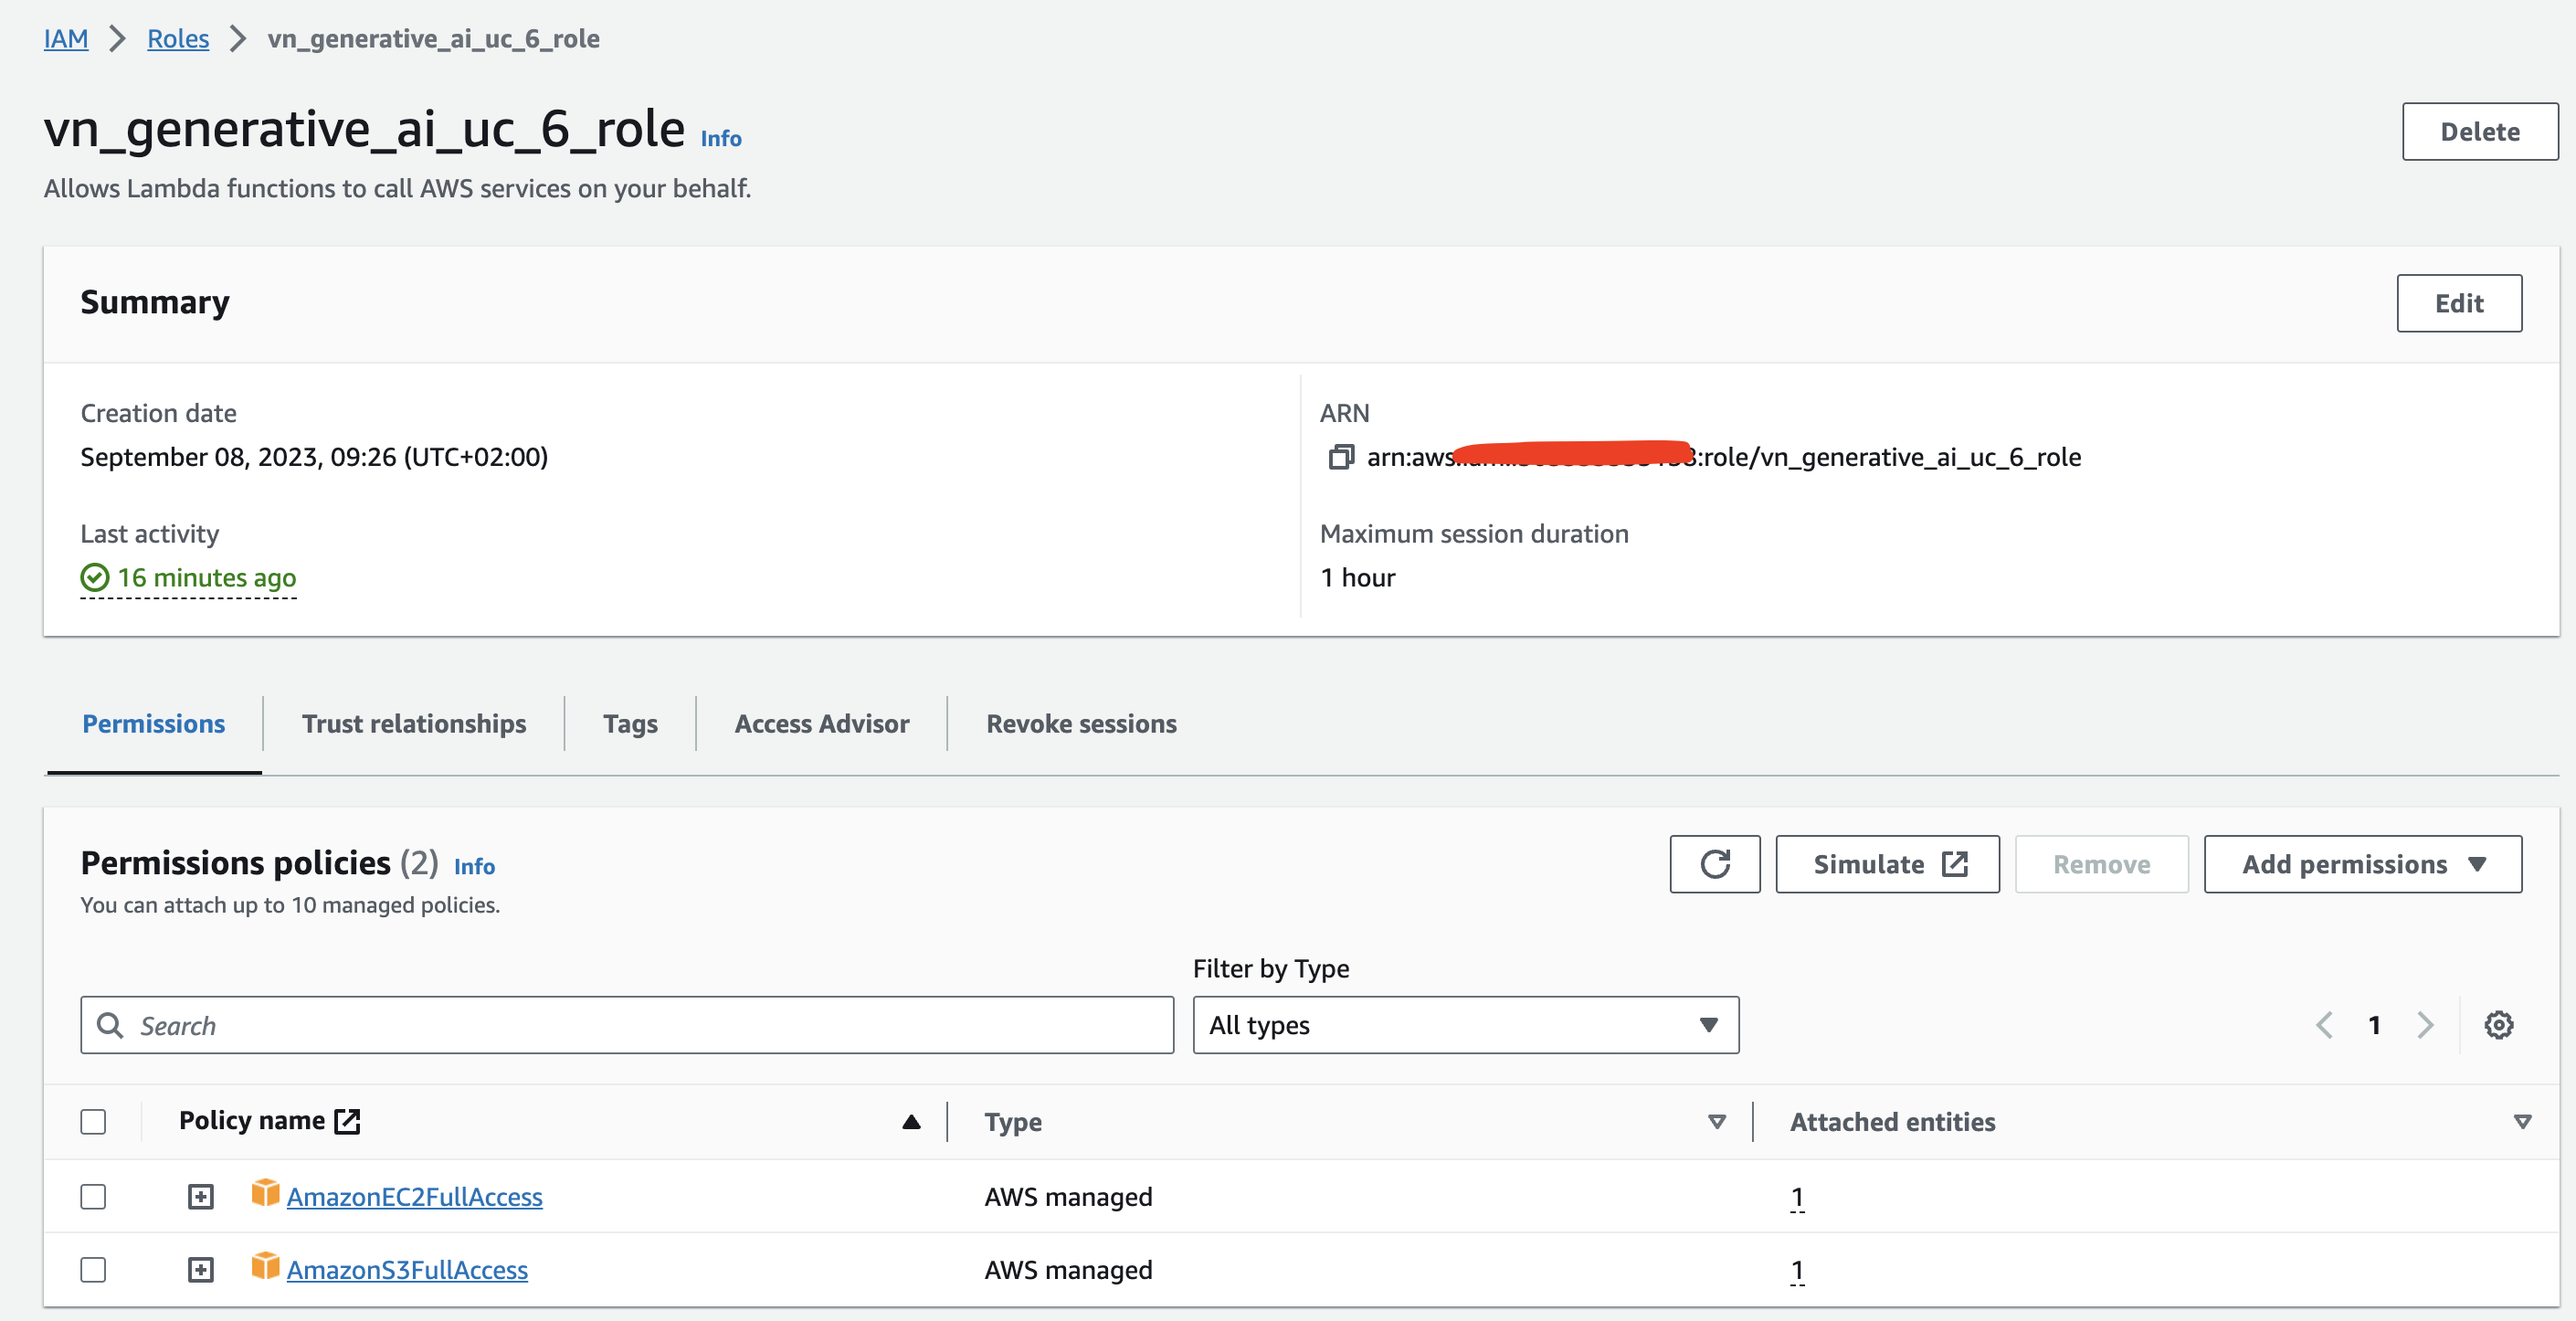 IAM > Roles > vn_generative_ai_uc_6_role
vn_generative_ai_uc_6_role Info
Delete
Allows Lambda functions to call AWS services on your behalf.
Summary
Edit
Creation date
September 08, 2023, 09:26 (UTC+02:00)
ARN
arn:aws:role/vn_generative_ai_uc_6_role
Last activity
16 minutes ago
Maximum session duration
1 hour
Permissions
Trust relationships
Tags
Access Advisor
Revoke sessions
Permissions policies (2) Info
You can attach up to 10 managed policies.
Simulate
Remove
Add permissions
Filter by Type
Search
All types
1
Policy name
Type
Attached entities
AmazonEC2FullAccess
AWS managed
1
AmazonS3FullAccess
AWS managed
1